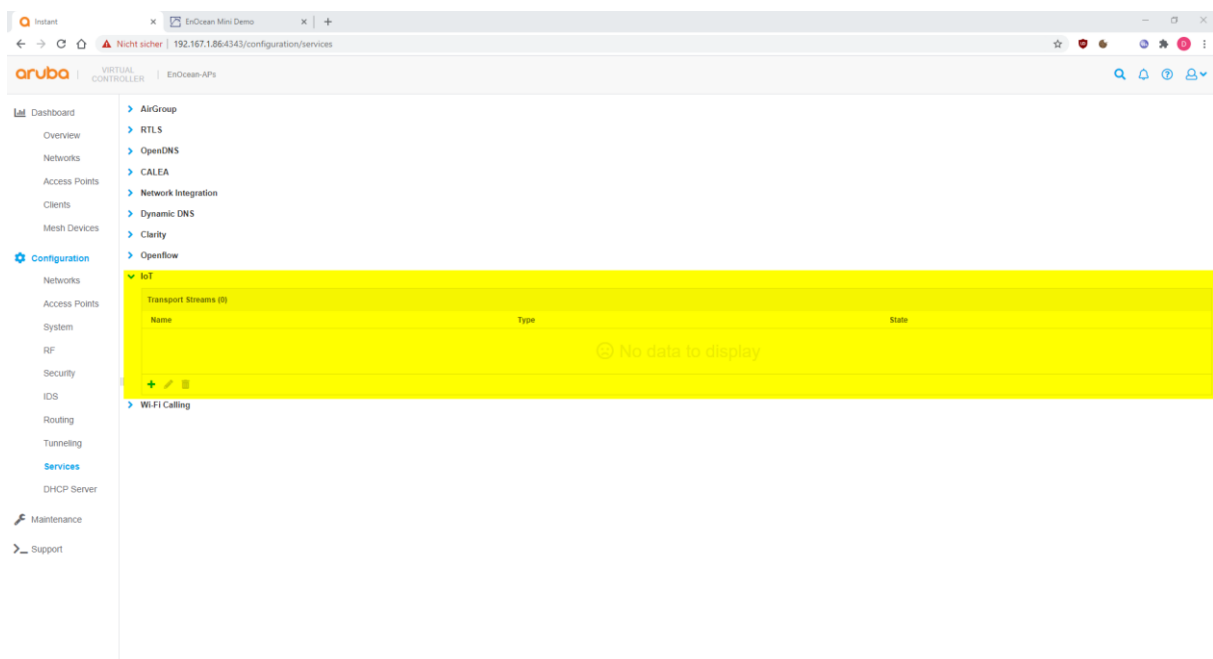 Instant
EnOcean Mini Demo
Nicht sicher | 192.167.1.86:4343/configuration/services
D
aruba
VIRTUAL
CONTROLLER
EnOcean-APs
Dashboard
Overview
Networks
Access Points
Clients
Mesh Devices
Configuration
Networks
Access Points
System
RF
Security
IDS
Routing
Tunneling
Services
DHCP Server
Maintenance
Support
AirGroup
RTLS
OpenDNS
CALEA
Network Integration
Dynamic DNS
Clarity
Openflow
IoT
Transport Streams (0)
Name Type State
No data to display
Wi-Fi Calling